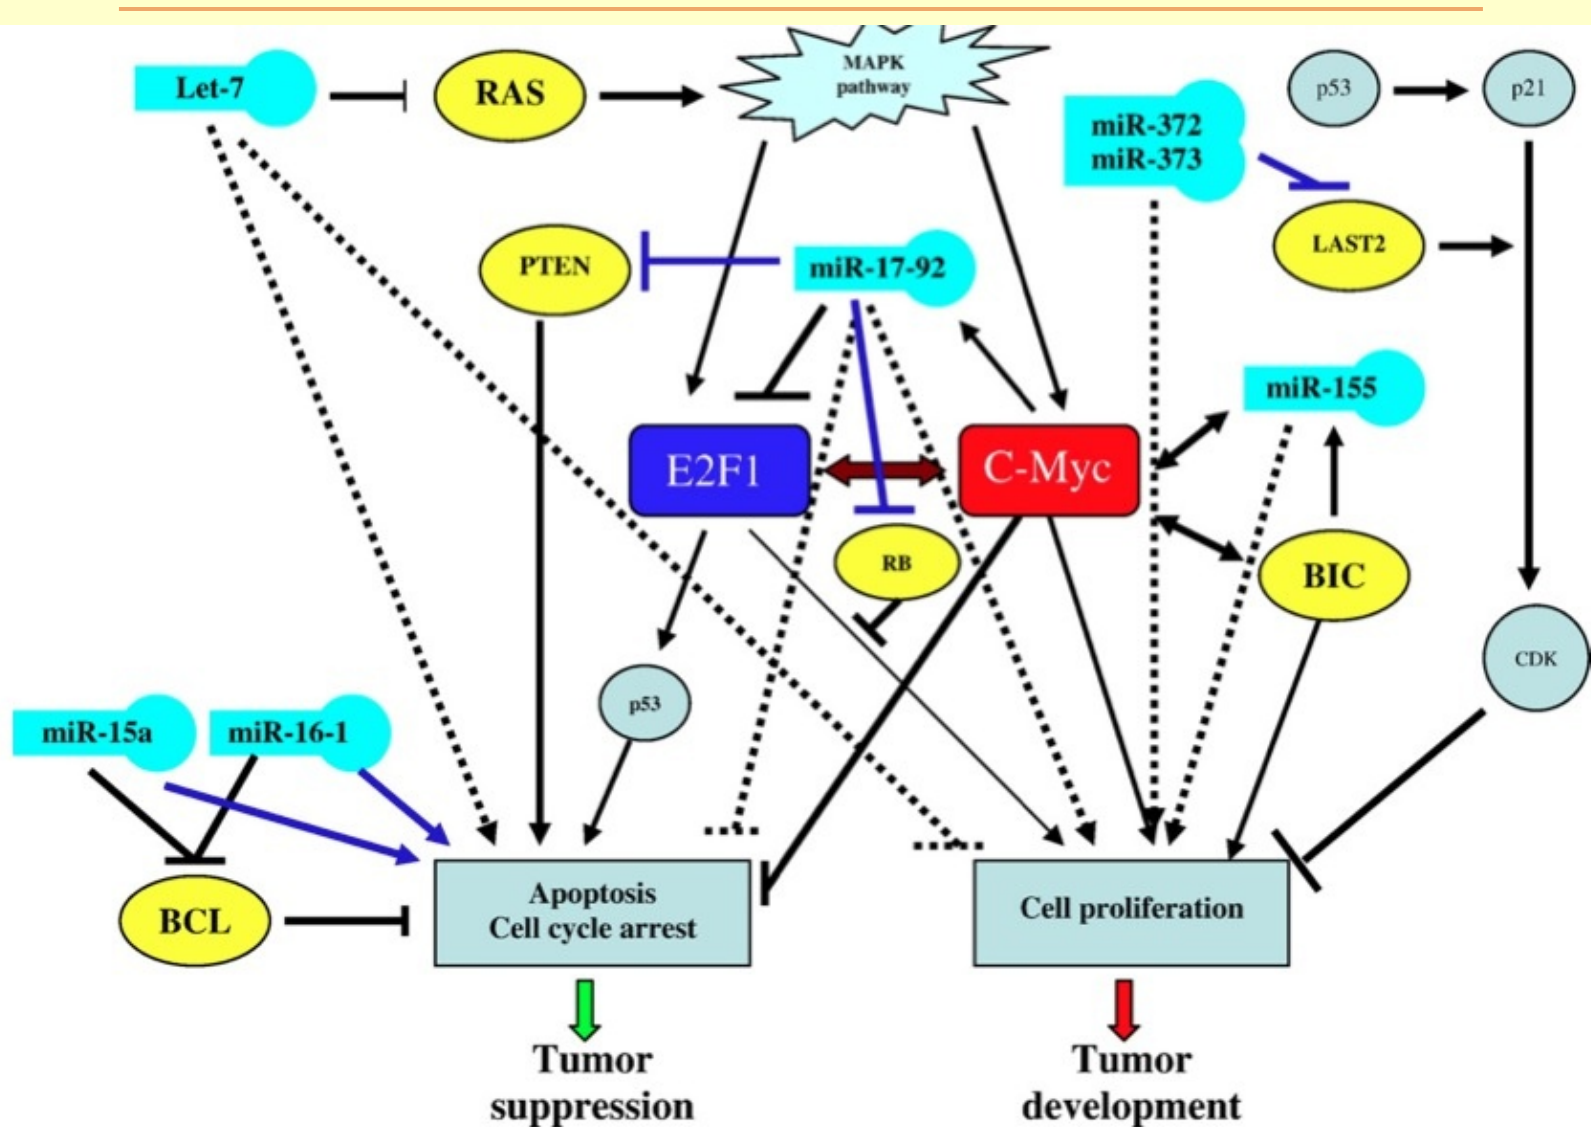 Let-7
RAS
MAPK
pathway
miR-372
miR-373
p53
p21
PTEN
miR-17-92
LAST2
miR-155
E2F1
C-Myc
RB
BIC
CDK
p53
miR-15a
miR-16-1
BCL
Apoptosis
Cell cycle arrest
Cell proliferation
Tumor
suppression
Tumor
development